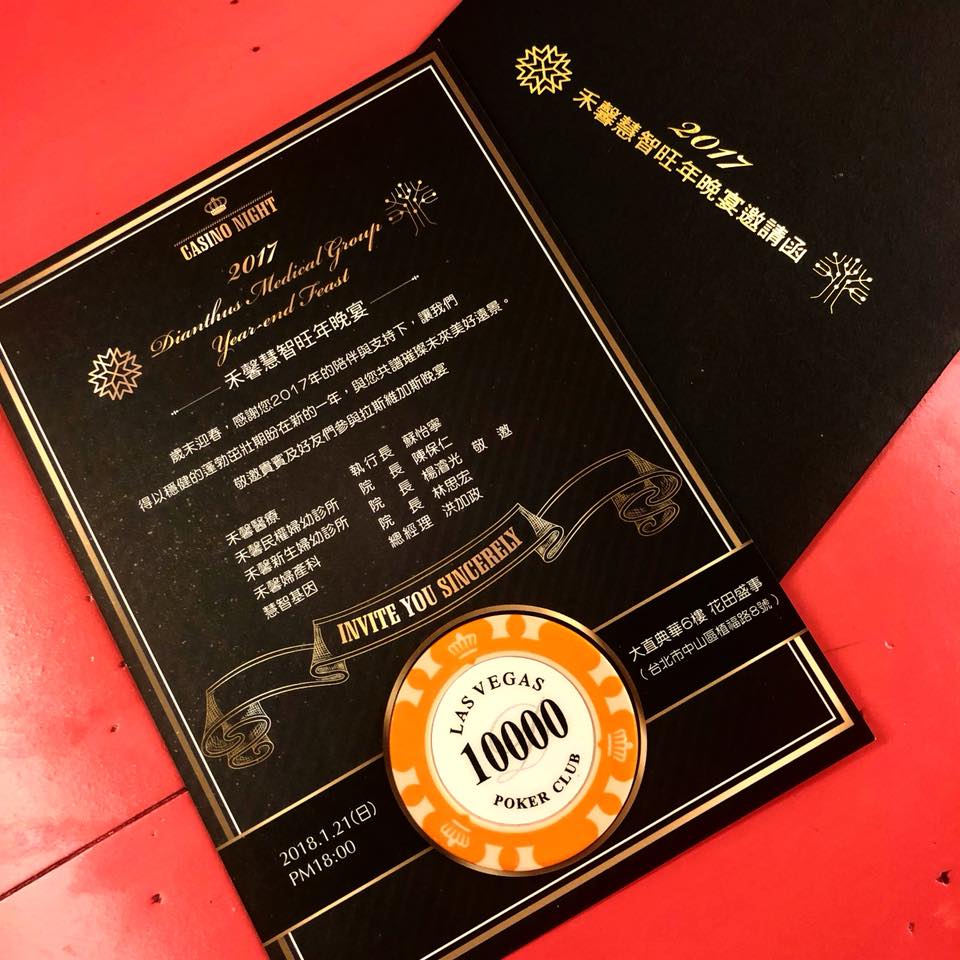 CASINO NIGHT
2017
Dianthus Medical Group
Year-end Feast
禾馨慧智旺年晚宴
歲末迎春，感謝您2017年的陪伴與支持下，讓我們
得以穩健的蓬勃茁壯期盼在新的一年，與您共譜璀璨未來美好遠景。
敬邀貴賓及好友們參與拉斯維加斯晚宴
禾馨醫療 執行長 蘇怡寧
禾馨民權婦幼診所 院長 陳保仁
禾馨新生婦幼診所 院長 楊濬光 敬邀
禾馨婦產科 院長 林思宏
慧智基因 總經理 洪加政
INVITE YOU SINCERELY
大直典華6樓 花田盛事
(台北市中山區植福路8號)
LAS VEGAS
10000
POKER CLUB
2018.1.21(日)
PM18:00
2017
禾馨慧智旺年晚宴邀請函